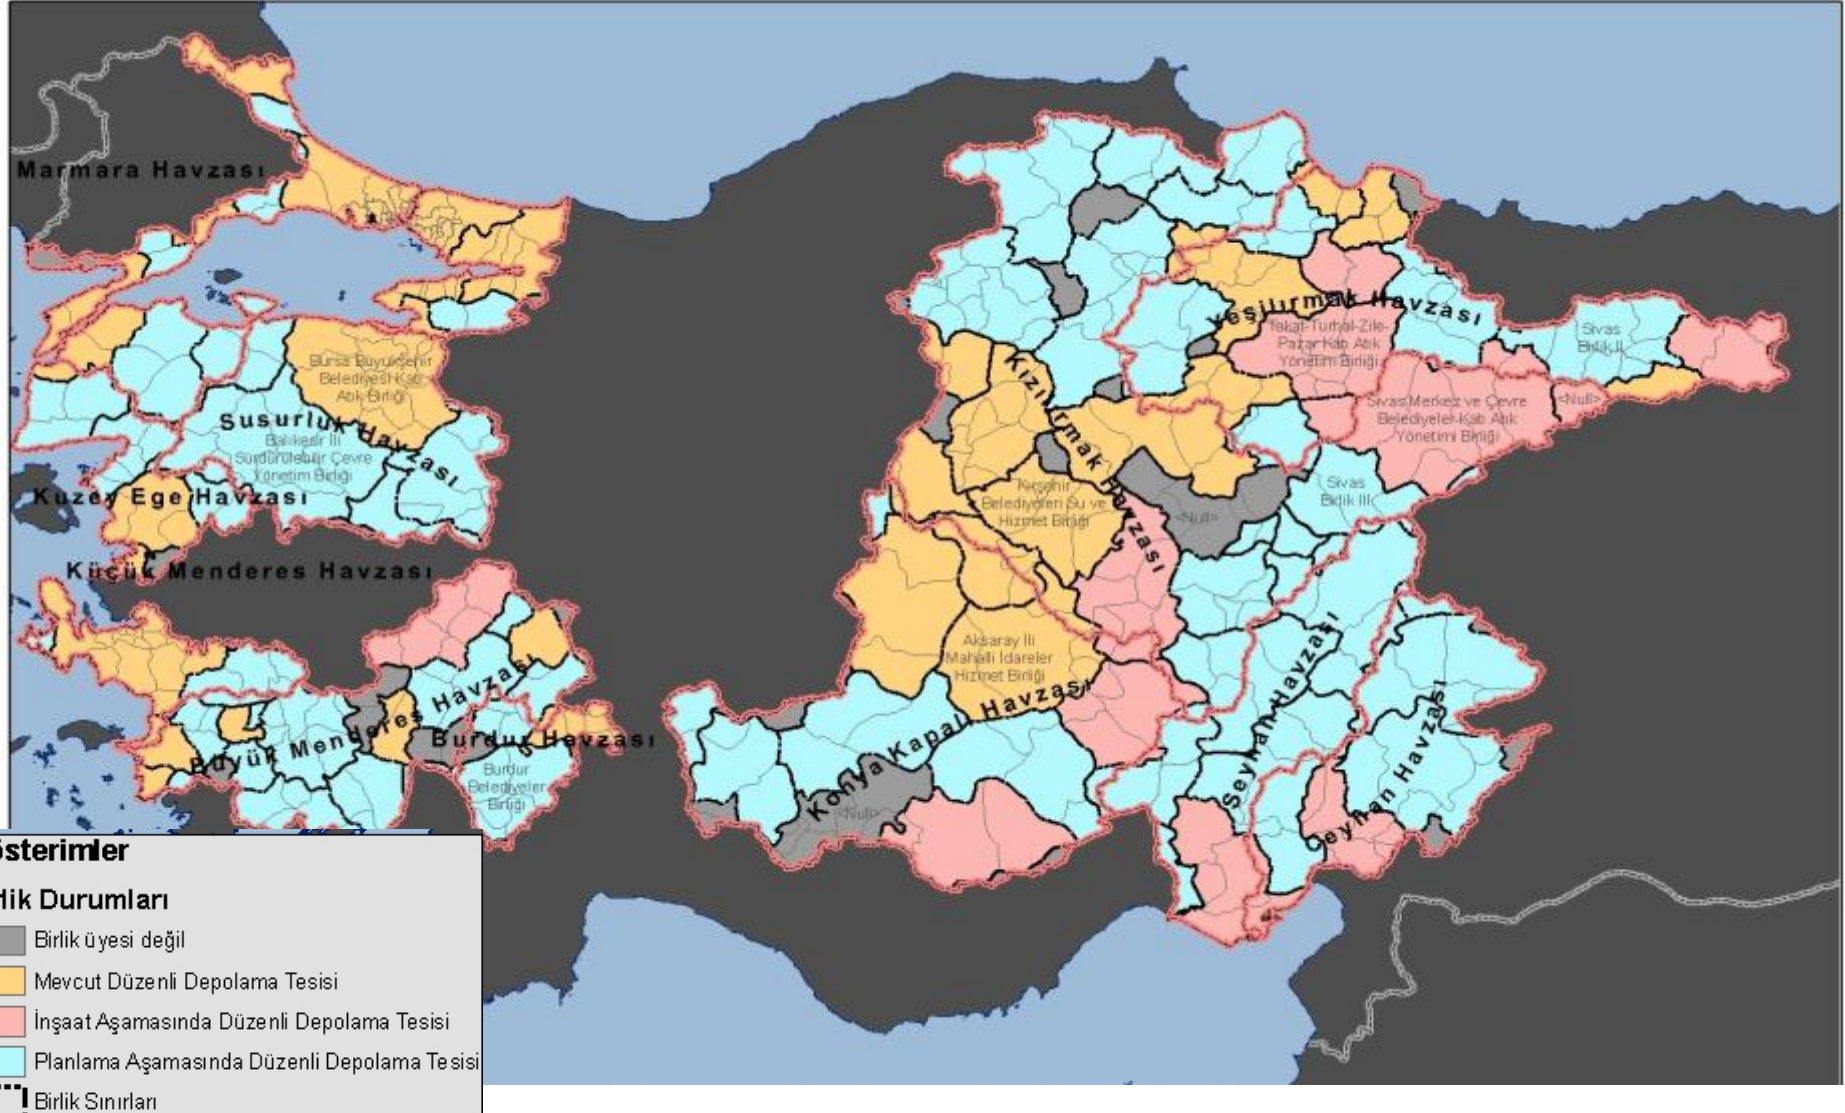 Marmara Havzası
Bursa Büyükşehir
Belediyesi Katı
Atık Birliği
Susurluk Havzası
Balıkesir İli
Sürdürülebilir Çevre
Yönetim Birliği
Kuzey Ege Havzası
Küçük Menderes Havzası
Büyük Menderes Havzası
Burdur Havzası
Burdur
Belediyeler
Birliği
Yeşilırmak Havzası
Tokat-Turhal-Zile-
Pazar Katı Atık
Yönetim Birliği
Sivas
Birlik II
Sivas Merkez ve Çevre
Belediyeler Katı Atık
Yönetimi Birliği
<Null>
Kızılırmak Havzası
Kırşehir
Belediyeleri Su ve
Hizmet Birliği
<Null>
Sivas
Birlik III
Aksaray İli
Mahalli İdareler
Hizmet Birliği
Konya Kapalı Havzası
<Null>
Seyhan Havzası
Ceyhan Havzası
österimler
lik Durumları
Birlik üyesi değil
Mevcut Düzenli Depolama Tesisi
İnşaat Aşamasında Düzenli Depolama Tesisi
Planlama Aşamasında Düzenli Depolama Tesisi
Birlik Sınırları